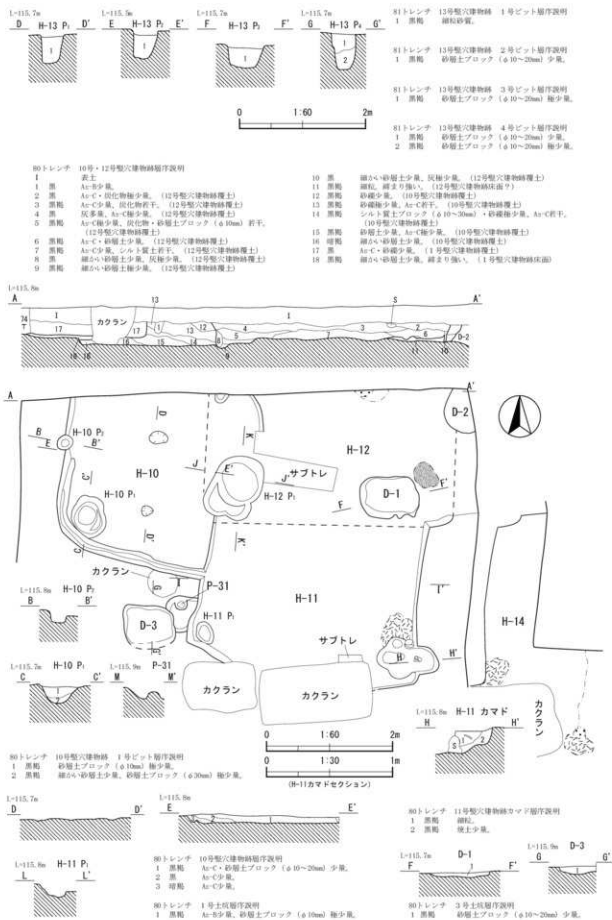 L=115.7m
D H-13 P₁ D'
L=115.8m
E H-13 P₂ E'
L=115.7m
F H-13 P₃ F'
L=115.7m
G H-13 P₄ G'
1
1
1
1
2
0 1:60 2m
81トレンチ 13号竪穴建物跡 1号ピット層序説明
1 黒褐 細粒砂質。
81トレンチ 13号竪穴建物跡 2号ピット層序説明
1 黒褐 砂層土ブロック(φ10~20mm)少量。
81トレンチ 13号竪穴建物跡 3号ピット層序説明
1 黒褐 砂層土ブロック(φ10~20mm)極少量。
81トレンチ 13号竪穴建物跡 4号ピット層序説明
1 黒褐 砂層土ブロック(φ10~20mm)少量。
2 黒褐 砂層土ブロック(φ10~20mm)極少量。
80トレンチ 10号・12号竪穴建物跡層序説明
I 表土
1 黒 As-B少量。
2 黒 As-C・炭化物極少量。(12号竪穴建物跡覆土)
3 黒褐 As-C少量、炭化物若干。(12号竪穴建物跡覆土)
4 黒 灰多量、As-C極少量。(12号竪穴建物跡覆土)
5 黒褐 As-C極少量、炭化物・砂層土ブロック(φ10mm)若干。
(12号竪穴建物跡覆土)
6 黒褐 As-C・砂層土少量。(12号竪穴建物跡覆土)
7 黒褐 As-C少量、シルト質土若干。(12号竪穴建物跡覆土)
8 黒 細かい砂層土少量、灰極少量。(12号竪穴建物跡覆土)
9 黒褐 細かい砂層土極少量。(12号竪穴建物跡覆土)
10 黒 細かい砂層土少量、灰極少量。(12号竪穴建物跡覆土)
11 黒褐 細粒、締まり強い。(12号竪穴建物跡床面?)
12 黒 砂礫少量。(10号竪穴建物跡覆土)
13 黒褐 砂礫極少量、As-C若干。(10号竪穴建物跡覆土)
14 黒褐 シルト質土ブロック(φ10~30mm)・砂礫極少量、As-C若干。
(10号竪穴建物跡覆土)
15 黒褐 砂層土少量、As-C極少量。(10号竪穴建物跡覆土)
16 暗褐 細かい砂層土少量。(10号竪穴建物跡覆土)
17 黒 As-C・砂礫少量。(1号竪穴建物跡覆土)
18 黒褐 細かい砂層土少量、締まり強い。(1号竪穴建物跡床面)
L=115.8m
A A'
カクラン
D-2
A A'
H-10 P₂
H-10
H-12
D-2
サブトレ
H-12 P₁
D-1
H-10 P₁
カクラン
P-31
H-11
H-14
D-3
H-11 P₁
サブトレ
カクラン
カクラン
カクラン
L=115.8m
H-10 P₂
B B'
L=115.7m
H-10 P₁
C C'
L=115.9m
P-31
M M'
0 1:60 2m
0 1:30 1m
(H-11カマドセクション)
L=115.8m
H-11 カマド
H H'
80トレンチ 10号竪穴建物跡 1号ピット層序説明
1 黒褐 砂層土ブロック(φ10mm)極少量。
2 黒褐 細かい砂層土少量、砂層土ブロック(φ30mm)極少量。
80トレンチ 11号竪穴建物跡カマド層序説明
1 黒褐 細粒。
2 黒褐 焼土少量。
L=115.7m
D D'
L=115.8m
E E'
L=115.8m
H-11 P₁
L L'
80トレンチ 10号竪穴建物跡層序説明
1 黒褐 As-C・砂層土ブロック(φ10~20mm)少量。
2 黒 As-C少量。
3 暗褐 As-C少量。
80トレンチ 1号土坑層序説明
1 黒褐 As-B少量、砂層土ブロック(φ10mm)極少量。
L=115.7m
D-1
F F'
L=115.9m
D-3
G G'
80トレンチ 3号土坑層序説明
1 黒褐 砂層土ブロック(φ10~20mm)少量。